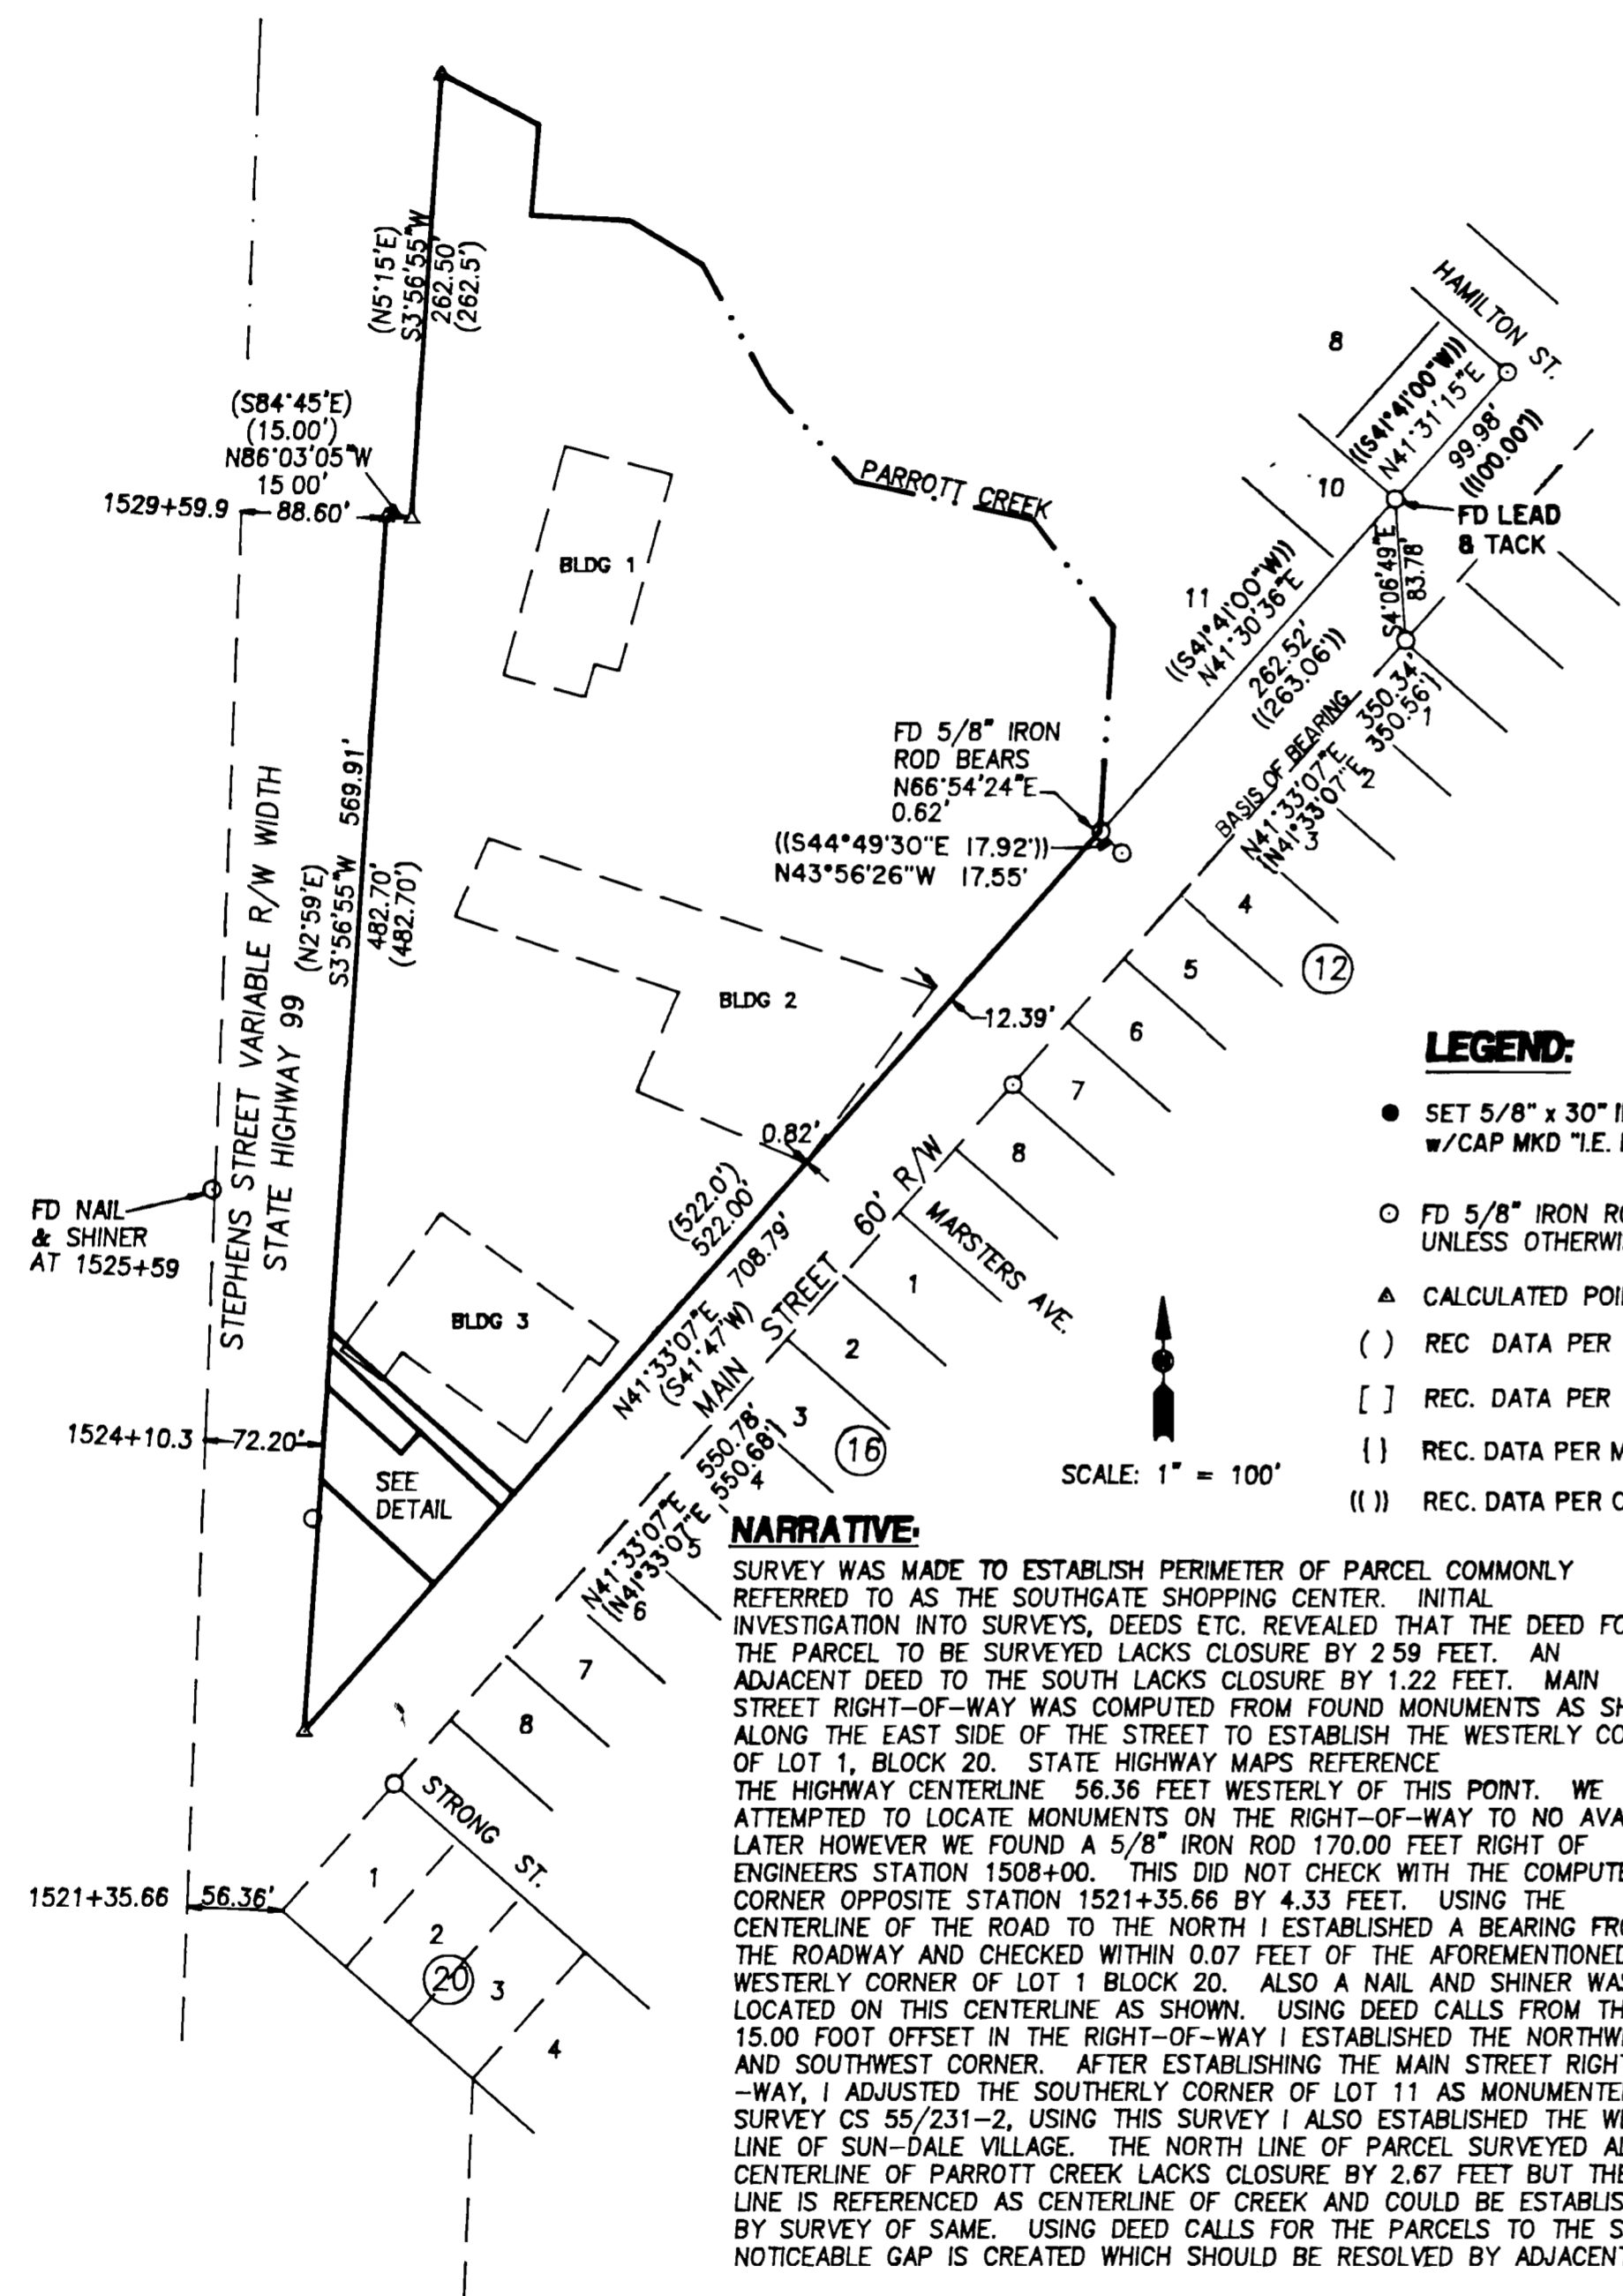 (N5°15'E)
S3°56'55"W
262.50'
(262.5')
HAMILTON ST.
8
((S41°41'00"W))
N41°31'15"E
99.98'
((100.00'))
(S84°45'E)
(15.00')
N86°03'05"W
15 00'
1529+59.9
88.60'
PARROTT CREEK
10
FD LEAD
& TACK
BLDG 1
S4°06'49"E
83.78'
11
((S41°41'00"W))
N41°30'36"E
262.52'
((263.06'))
FD 5/8" IRON
ROD BEARS
N66°54'24"E
0.62'
((S44°49'30"E 17.92'))
N43°56'26"W 17.55'
BASIS OF BEARING
N41°33'07"E 350.34'
(N41°33'07"E 350.56')
1
2
3
4
5
6
7
8
12
STEPHENS STREET VARIABLE R/W WIDTH
STATE HIGHWAY 99
(N2°59'E)
S3°56'55"W 569.91'
482.70'
(482.70')
BLDG 2
12.39'
0.82'
FD NAIL
& SHINER
AT 1525+59
BLDG 3
(522.0')
522.00'
N41°33'07"E 708.79'
(S41°47'W)
MAIN STREET 60' R/W
MARSTERS AVE.
1
2
3
4
5
6
7
8
16
N41°33'07"E 550.78'
(N41°33'07"E 550.68')
1524+10.3
72.20'
SEE
DETAIL
STRONG ST.
1521+35.66
56.36'
1
2
3
4
20
LEGEND:
SET 5/8" x 30"
w/CAP MKD "I.E.
FD 5/8" IRON
UNLESS
CALCULATED
( ) REC DATA PER
[ ] REC. DATA PER
{ } REC. DATA PER
(( )) REC. DATA PER
SCALE: 1" = 100'
NARRATIVE:
SURVEY WAS MADE TO ESTABLISH PERIMETER OF PARCEL COMMONLY
REFERRED TO AS THE SOUTHGATE SHOPPING CENTER. INITIAL
INVESTIGATION INTO SURVEYS, DEEDS ETC. REVEALED THAT THE DEED
THE PARCEL TO BE SURVEYED LACKS CLOSURE BY 2 59 FEET. AN
ADJACENT DEED TO THE SOUTH LACKS CLOSURE BY 1.22 FEET. MAIN
STREET RIGHT-OF-WAY WAS COMPUTED FROM FOUND MONUMENTS AS
ALONG THE EAST SIDE OF THE STREET TO ESTABLISH THE WESTERLY
OF LOT 1, BLOCK 20. STATE HIGHWAY MAPS REFERENCE
THE HIGHWAY CENTERLINE 56.36 FEET WESTERLY OF THIS POINT. WE
ATTEMPTED TO LOCATE MONUMENTS ON THE RIGHT-OF-WAY TO NO
LATER HOWEVER WE FOUND A 5/8" IRON ROD 170.00 FEET RIGHT OF
ENGINEERS STATION 1508+00. THIS DID NOT CHECK WITH THE
CORNER OPPOSITE STATION 1521+35.66 BY 4.33 FEET. USING THE
CENTERLINE OF THE ROAD TO THE NORTH I ESTABLISHED A BEARING
THE ROADWAY AND CHECKED WITHIN 0.07 FEET OF THE AFOREMENTIONED
WESTERLY CORNER OF LOT 1 BLOCK 20. ALSO A NAIL AND SHINER
LOCATED ON THIS CENTERLINE AS SHOWN. USING DEED CALLS FROM
15.00 FOOT OFFSET IN THE RIGHT-OF-WAY I ESTABLISHED THE
AND SOUTHWEST CORNER. AFTER ESTABLISHING THE MAIN STREET
-WAY, I ADJUSTED THE SOUTHERLY CORNER OF LOT 11 AS
SURVEY CS 55/231-2, USING THIS SURVEY I ALSO ESTABLISHED THE
LINE OF SUN-DALE VILLAGE. THE NORTH LINE OF PARCEL SURVEYED
CENTERLINE OF PARROTT CREEK LACKS CLOSURE BY 2.67 FEET BUT
LINE IS REFERENCED AS CENTERLINE OF CREEK AND COULD BE
BY SURVEY OF SAME. USING DEED CALLS FOR THE PARCELS TO THE
NOTICEABLE GAP IS CREATED WHICH SHOULD BE RESOLVED BY